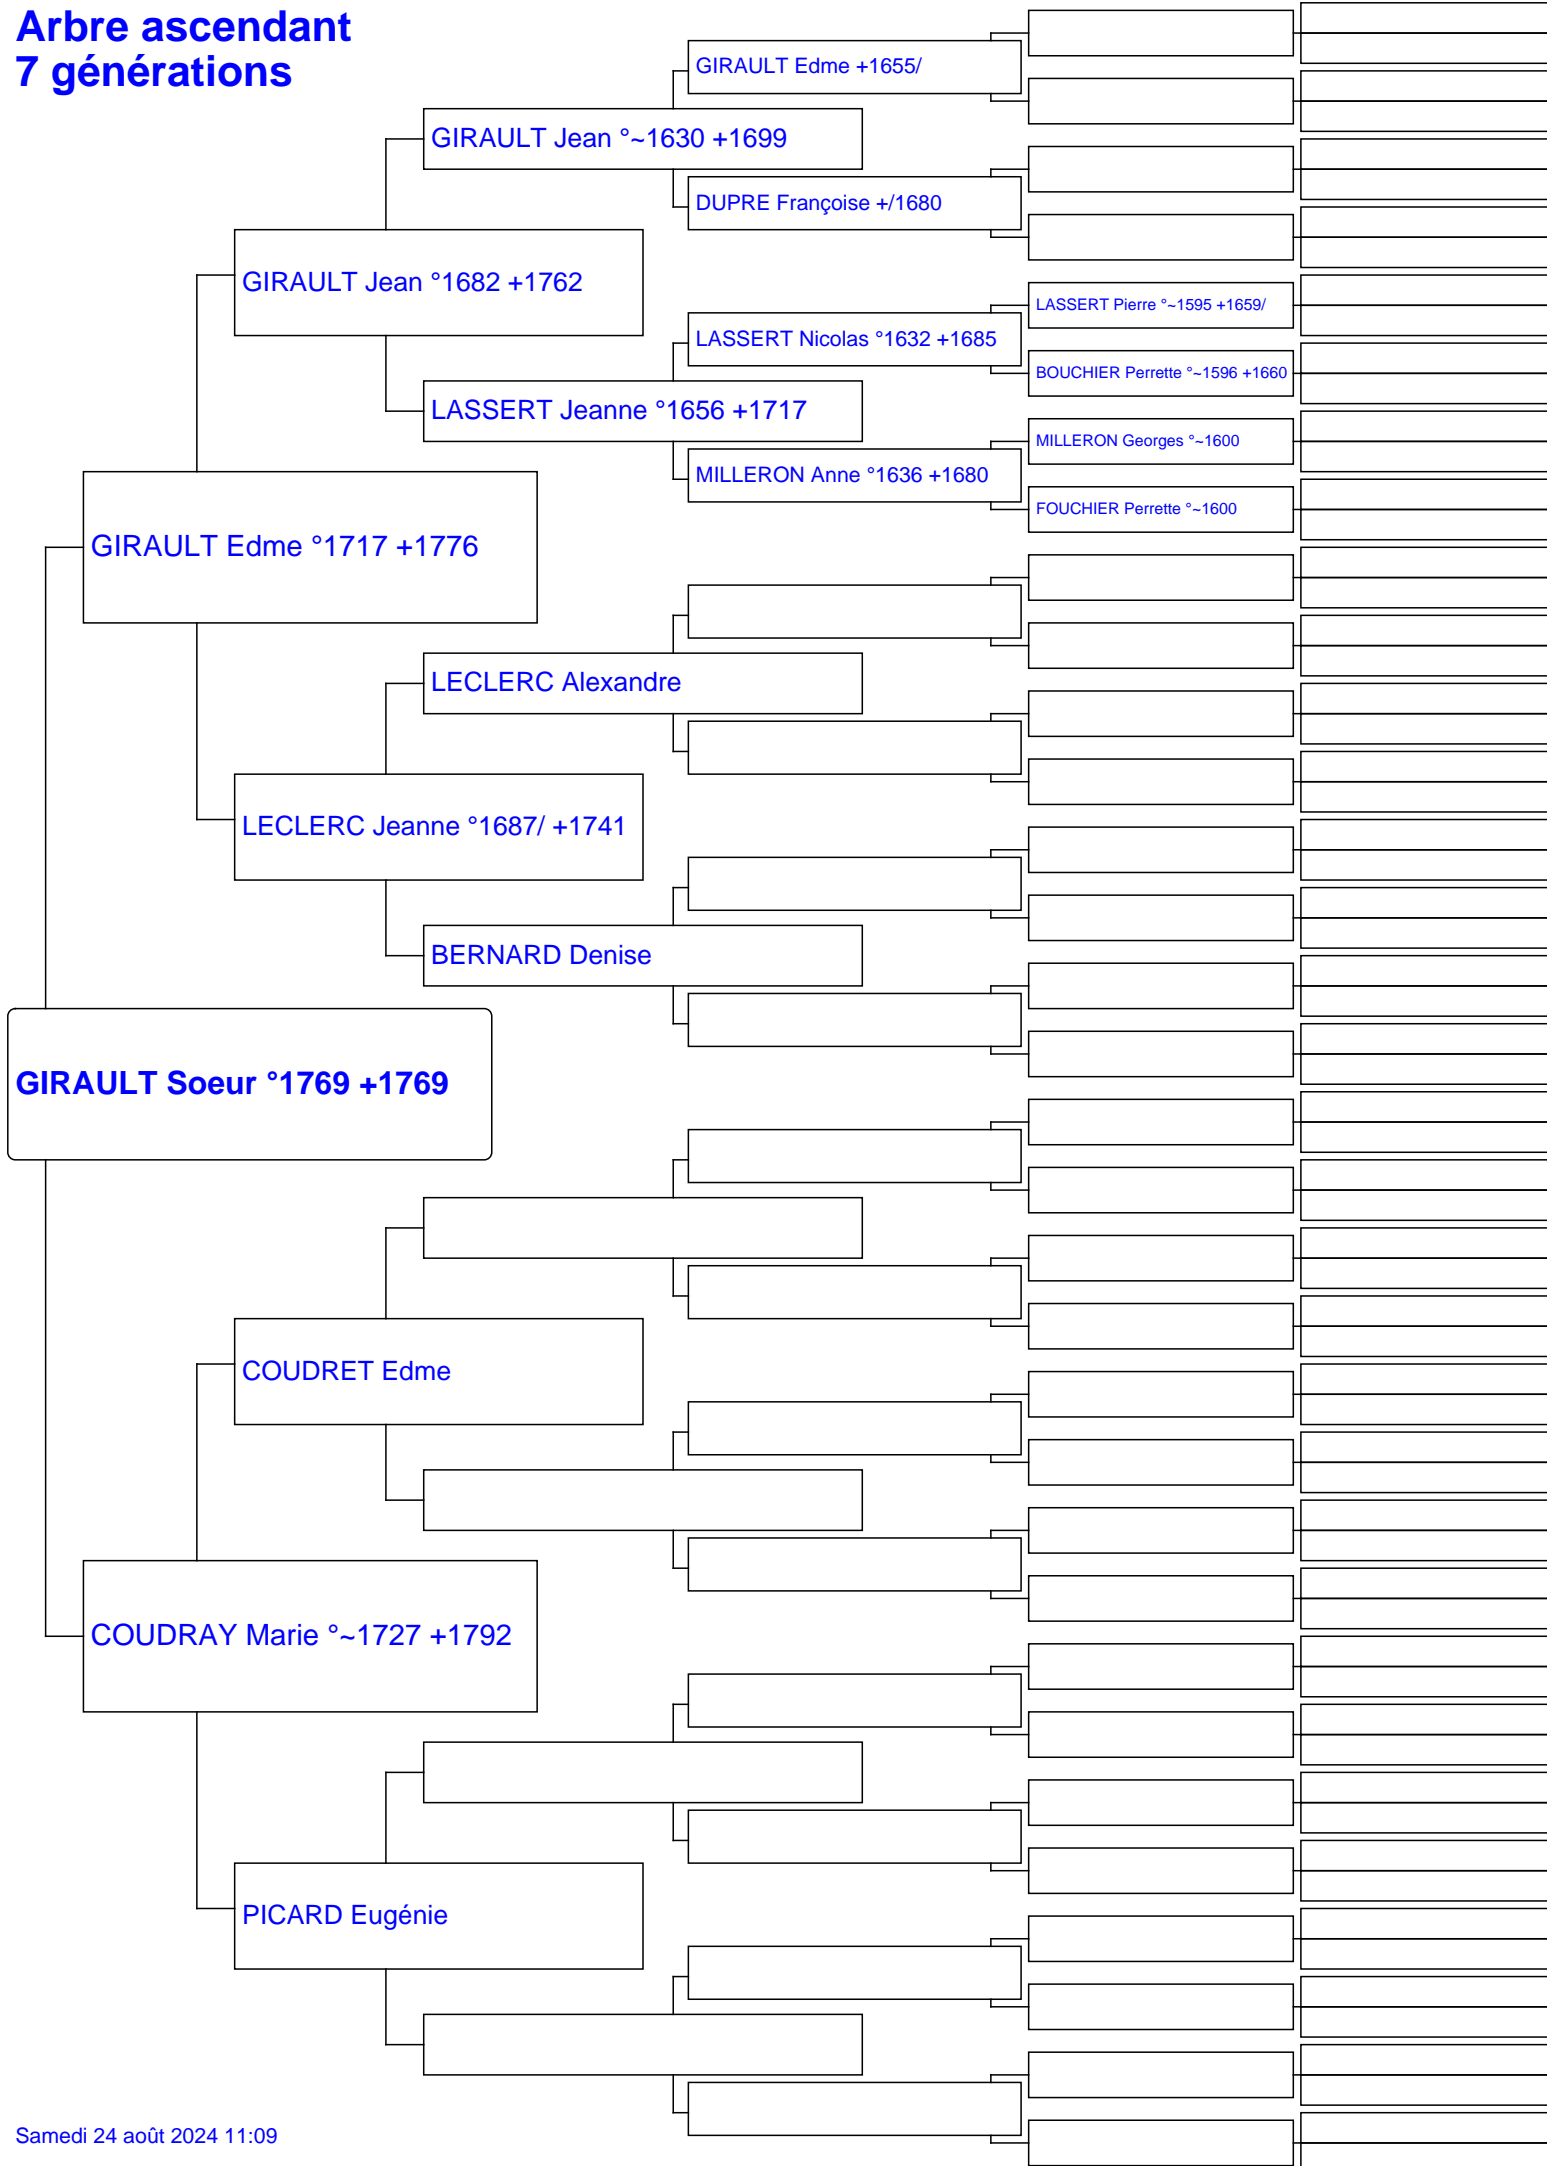 Arbre ascendant
7 générations
GIRAULT Edme +1655/
GIRAULT Jean °~1630 +1699
DUPRE Françoise +/1680
GIRAULT Jean °1682 +1762
LASSERT Pierre °~1595 +1659/
LASSERT Nicolas °1632 +1685
BOUCHIER Perrette °~1596 +1660
LASSERT Jeanne °1656 +1717
MILLERON Georges °~1600
MILLERON Anne °1636 +1680
FOUCHIER Perrette °~1600
GIRAULT Edme °1717 +1776
LECLERC Alexandre
LECLERC Jeanne °1687/ +1741
BERNARD Denise
GIRAULT Soeur °1769 +1769
COUDRET Edme
COUDRAY Marie °~1727 +1792
PICARD Eugénie
Samedi 24 août 2024 11:09